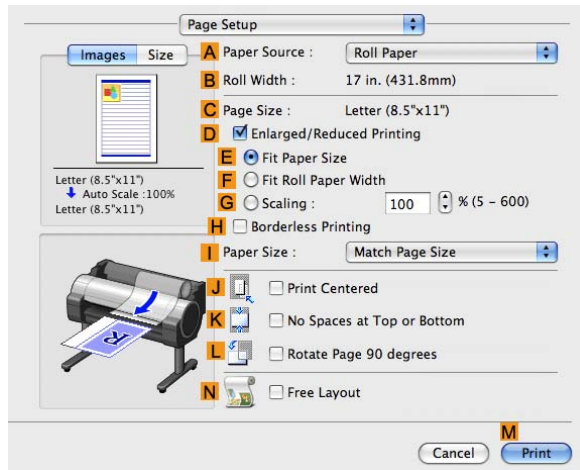 Page Setup
Images Size
A Paper Source : Roll Paper
B Roll Width : 17 in. (431.8mm)
C Page Size : Letter (8.5"x11")
D Enlarged/Reduced Printing
E Fit Paper Size
F Fit Roll Paper Width
G Scaling : 100 % (5 - 600)
H Borderless Printing
I Paper Size : Match Page Size
Letter (8.5"x11")
Auto Scale :100%
Letter (8.5"x11")
J Print Centered
K No Spaces at Top or Bottom
L Rotate Page 90 degrees
N Free Layout
M
Cancel Print